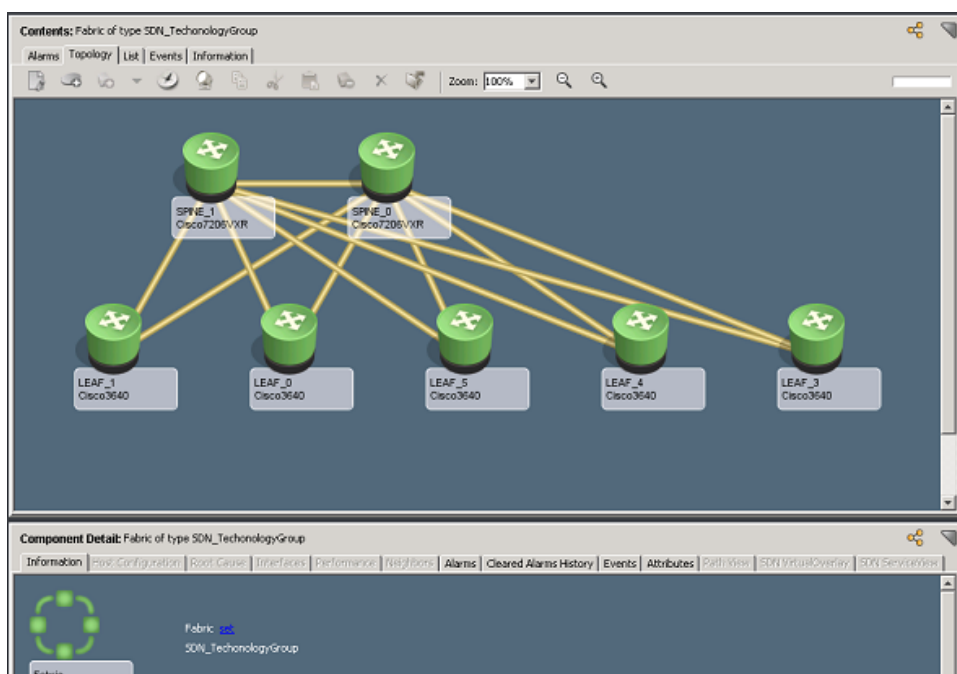 Contents: Fabric of type SDN_TechonologyGroup
Alarms Topology List Events Information
Zoom: 100%
SPINE_1
Cisco7206VXR
SPINE_0
Cisco7206VXR
LEAF_1
Cisco3640
LEAF_0
Cisco3640
LEAF_5
Cisco3640
LEAF_4
Cisco3640
LEAF_3
Cisco3640
Component Detail: Fabric of type SDN_TechonologyGroup
Information Host Configuration Root Cause Interfaces Performance Neighbors Alarms Cleared Alarms History Events Attributes Path View SDN VirtualOverlay SDN ServiceView
Fabric set
SDN_TechonologyGroup
Fabric